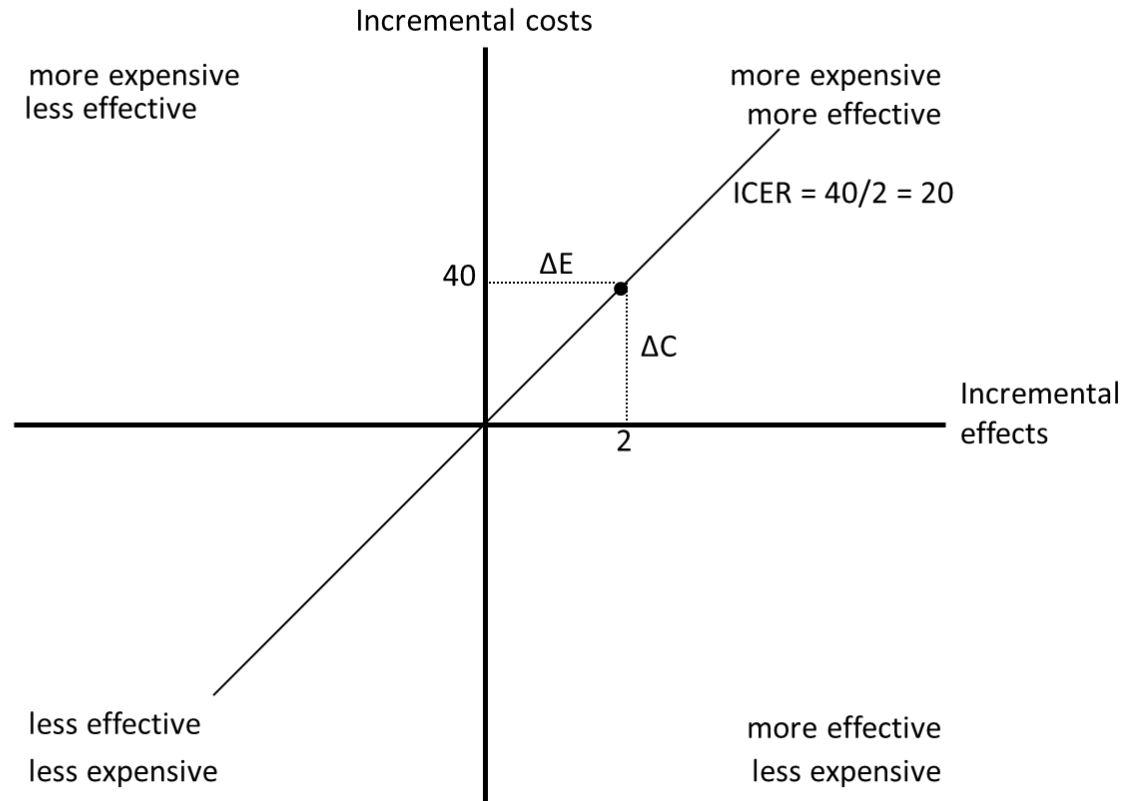 Incremental costs
more expensive
less effective
more expensive
more effective
ICER = 40/2 = 20
40
ΔE
ΔC
Incremental
effects
2
less effective
less expensive
more effective
less expensive